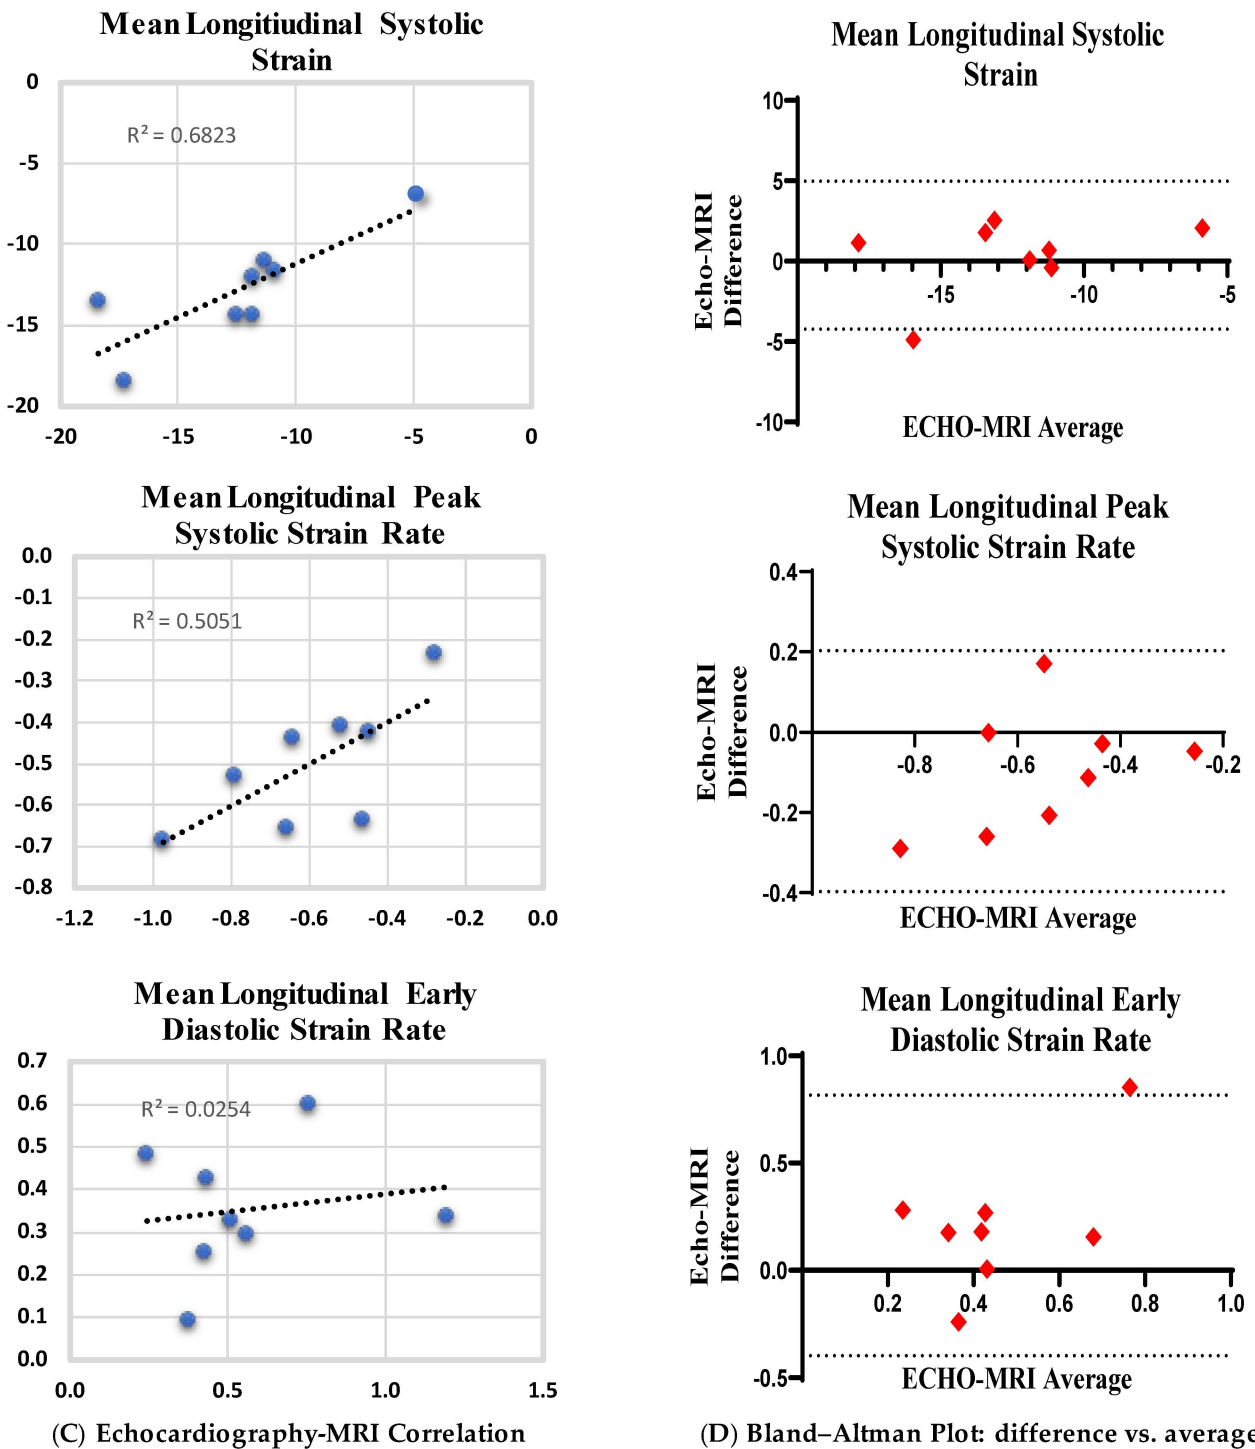 Mean Longitiudinal Systolic
Strain
0
-5
-10
-15
-20
-20 -15 -10 -5 0
R² = 0.6823
Mean Longitudinal Systolic
Strain
10
5
0
-5
-10
-15 -10 -5
Echo-MRI
Difference
ECHO-MRI Average
Mean Longitudinal Peak
Systolic Strain Rate
0.0
-0.1
-0.2
-0.3
-0.4
-0.5
-0.6
-0.7
-0.8
-1.2 -1.0 -0.8 -0.6 -0.4 -0.2 0.0
R² = 0.5051
Mean Longitudinal Peak
Systolic Strain Rate
0.4
0.2
0.0
-0.2
-0.4
-0.8 -0.6 -0.4 -0.2
Echo-MRI
Difference
ECHO-MRI Average
Mean Longitudinal Early
Diastolic Strain Rate
0.7
0.6
0.5
0.4
0.3
0.2
0.1
0.0
0.0 0.5 1.0 1.5
R² = 0.0254
Mean Longitudinal Early
Diastolic Strain Rate
1.0
0.5
0.0
-0.5
0.2 0.4 0.6 0.8 1.0
Echo-MRI
Difference
ECHO-MRI Average
(C) Echocardiography-MRI Correlation
(D) Bland–Altman Plot: difference vs. average